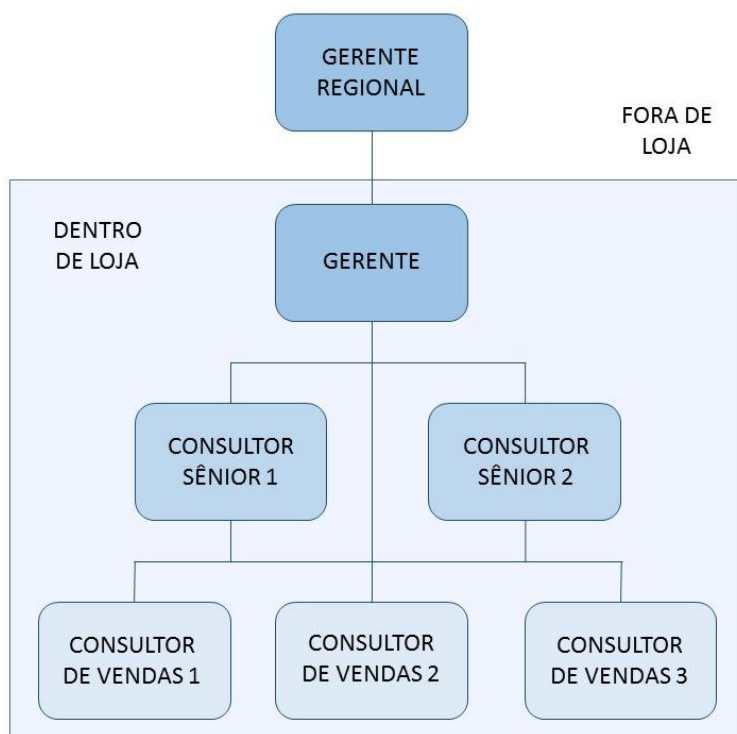 GERENTE
REGIONAL
FORA DE
LOJA
DENTRO
DE LOJA
GERENTE
CONSULTOR
SÊNIOR 1
CONSULTOR
SÊNIOR 2
CONSULTOR
DE VENDAS 1
CONSULTOR
DE VENDAS 2
CONSULTOR
DE VENDAS 3